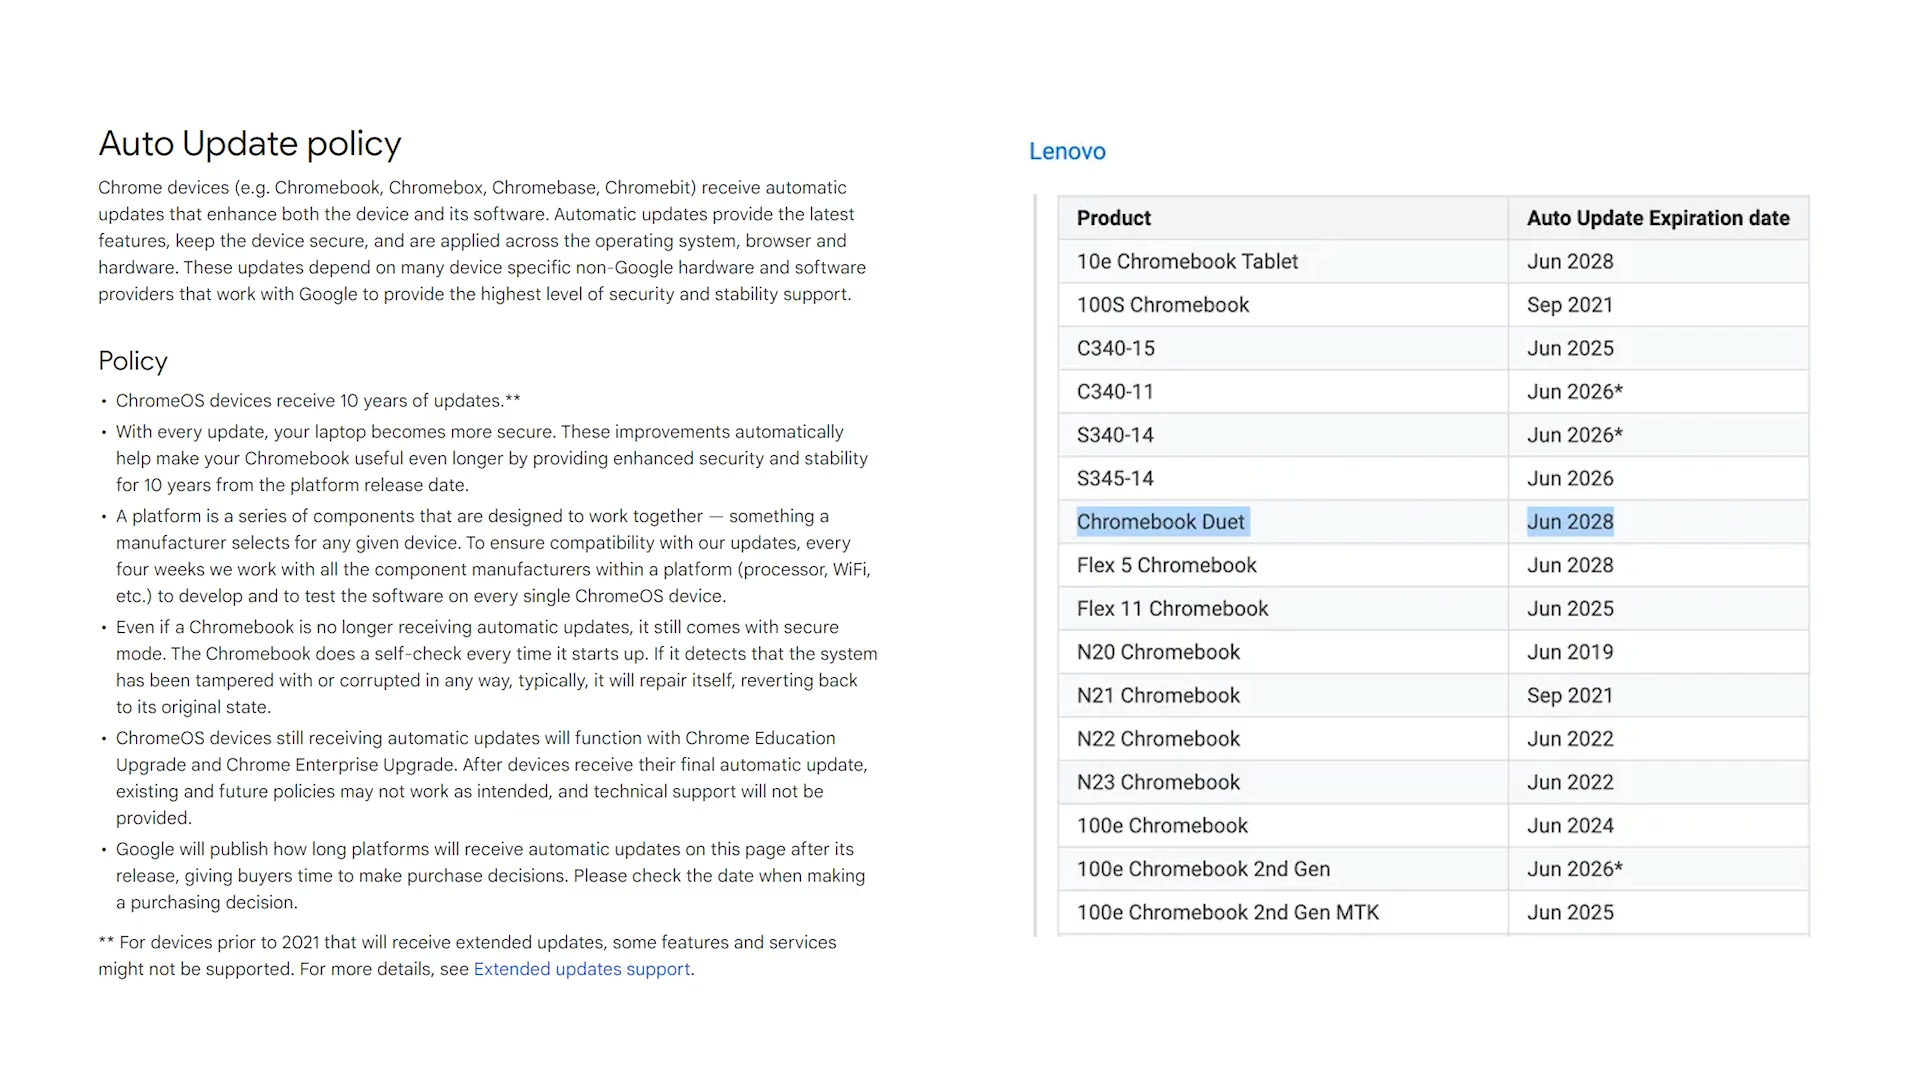 Auto Update policy
Chrome devices (e.g. Chromebook, Chromebox, Chromebase, Chromebit) receive automatic
updates that enhance both the device and its software. Automatic updates provide the latest
features, keep the device secure, and are applied across the operating system, browser and
hardware. These updates depend on many device specific non-Google hardware and software
providers that work with Google to provide the highest level of security and stability support.
Policy
• ChromeOS devices receive 10 years of updates.**
• With every update, your laptop becomes more secure. These improvements automatically
help make your Chromebook useful even longer by providing enhanced security and stability
for 10 years from the platform release date.
• A platform is a series of components that are designed to work together — something a
manufacturer selects for any given device. To ensure compatibility with our updates, every
four weeks we work with all the component manufacturers within a platform (processor, WiFi,
etc.) to develop and to test the software on every single ChromeOS device.
• Even if a Chromebook is no longer receiving automatic updates, it still comes with secure
mode. The Chromebook does a self-check every time it starts up. If it detects that the system
has been tampered with or corrupted in any way, typically, it will repair itself, reverting back
to its original state.
• ChromeOS devices still receiving automatic updates will function with Chrome Education
Upgrade and Chrome Enterprise Upgrade. After devices receive their final automatic update,
existing and future policies may not work as intended, and technical support will not be
provided.
• Google will publish how long platforms will receive automatic updates on this page after its
release, giving buyers time to make purchase decisions. Please check the date when making
a purchasing decision.
** For devices prior to 2021 that will receive extended updates, some features and services
might not be supported. For more details, see Extended updates support.
Lenovo
Product Auto Update Expiration date
10e Chromebook Tablet Jun 2028
100S Chromebook Sep 2021
C340-15 Jun 2025
C340-11 Jun 2026*
S340-14 Jun 2026*
S345-14 Jun 2026
Chromebook Duet Jun 2028
Flex 5 Chromebook Jun 2028
Flex 11 Chromebook Jun 2025
N20 Chromebook Jun 2019
N21 Chromebook Sep 2021
N22 Chromebook Jun 2022
N23 Chromebook Jun 2022
100e Chromebook Jun 2024
100e Chromebook 2nd Gen Jun 2026*
100e Chromebook 2nd Gen MTK Jun 2025